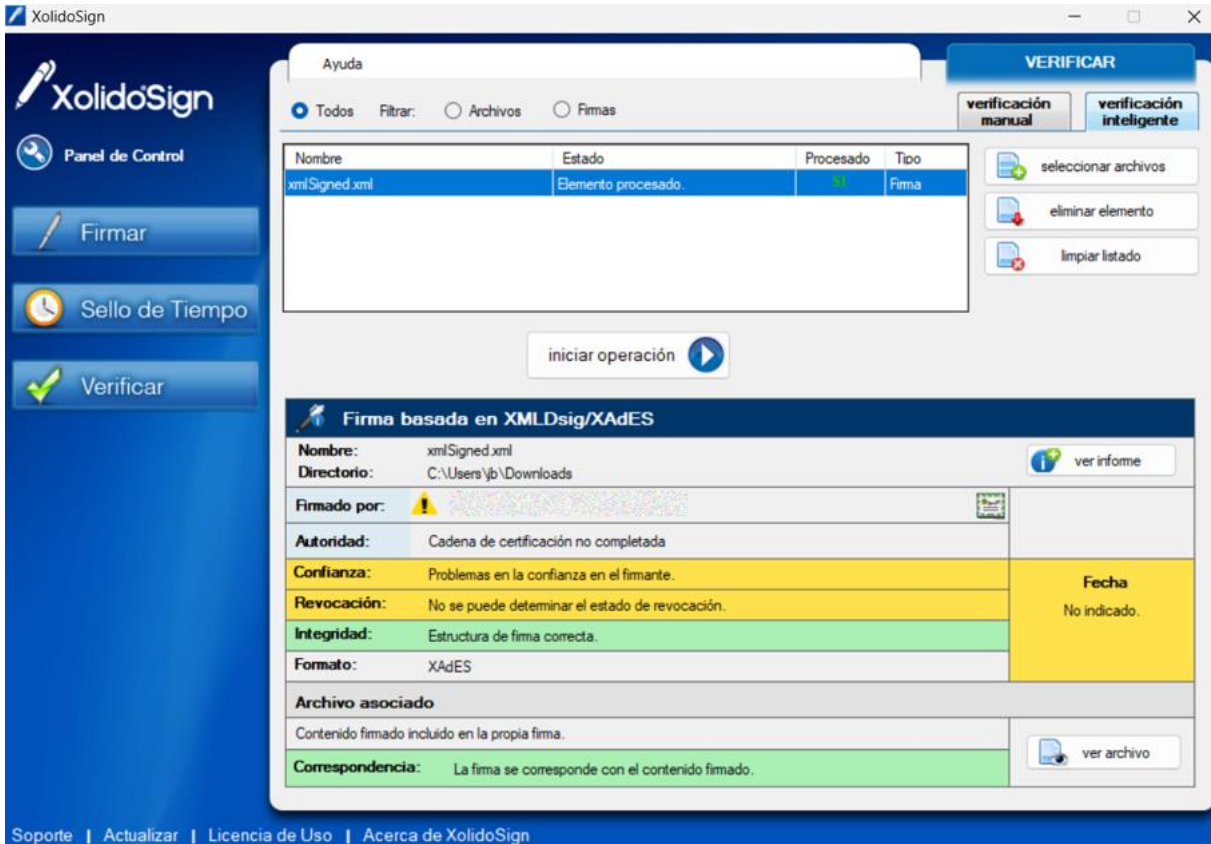 XolidoSign
XolidoSign
Panel de Control
Firmar
Sello de Tiempo
Verificar
Ayuda
VERIFICAR
Todos Filtrar: Archivos Firmas
verificación manual
verificación inteligente
Nombre Estado Procesado Tipo
xmlSigned.xml Elemento procesado. SI Firma
seleccionar archivos
eliminar elemento
limpiar listado
iniciar operación
Firma basada en XMLDsig/XAdES
Nombre: xmlSigned.xml
Directorio: C:\Users\jb\Downloads
ver informe
Firmado por:
Autoridad: Cadena de certificación no completada
Confianza: Problemas en la confianza en el firmante.
Revocación: No se puede determinar el estado de revocación.
Integridad: Estructura de firma correcta.
Formato: XAdES
Fecha
No indicado.
Archivo asociado
Contenido firmado incluido en la propia firma.
Correspondencia: La firma se corresponde con el contenido firmado.
ver archivo
Soporte | Actualizar | Licencia de Uso | Acerca de XolidoSign